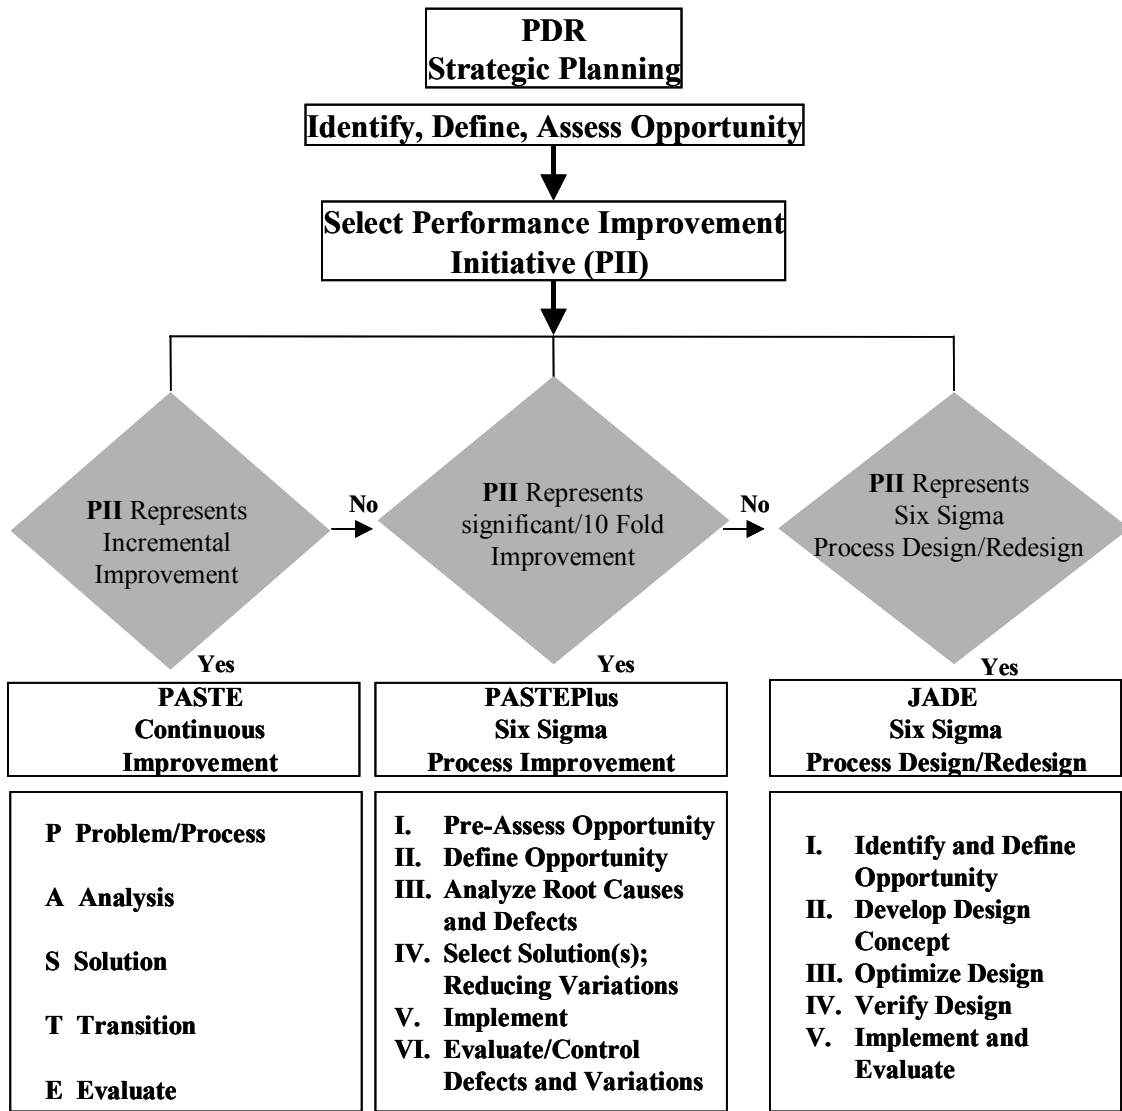 PDR
Strategic Planning
Identify, Define, Assess Opportunity
Select Performance Improvement
Initiative (PII)
PII Represents
Incremental
Improvement
No
PII Represents
significant/10 Fold
Improvement
No
PII Represents
Six Sigma
Process Design/Redesign
Yes
Yes
Yes
PASTE
Continuous
Improvement
PASTEPlus
Six Sigma
Process Improvement
JADE
Six Sigma
Process Design/Redesign
P Problem/Process
A Analysis
S Solution
T Transition
E Evaluate
I. Pre-Assess Opportunity
II. Define Opportunity
III. Analyze Root Causes
and Defects
IV. Select Solution(s);
Reducing Variations
V. Implement
VI. Evaluate/Control
Defects and Variations
I. Identify and Define
Opportunity
II. Develop Design
Concept
III. Optimize Design
IV. Verify Design
V. Implement and
Evaluate